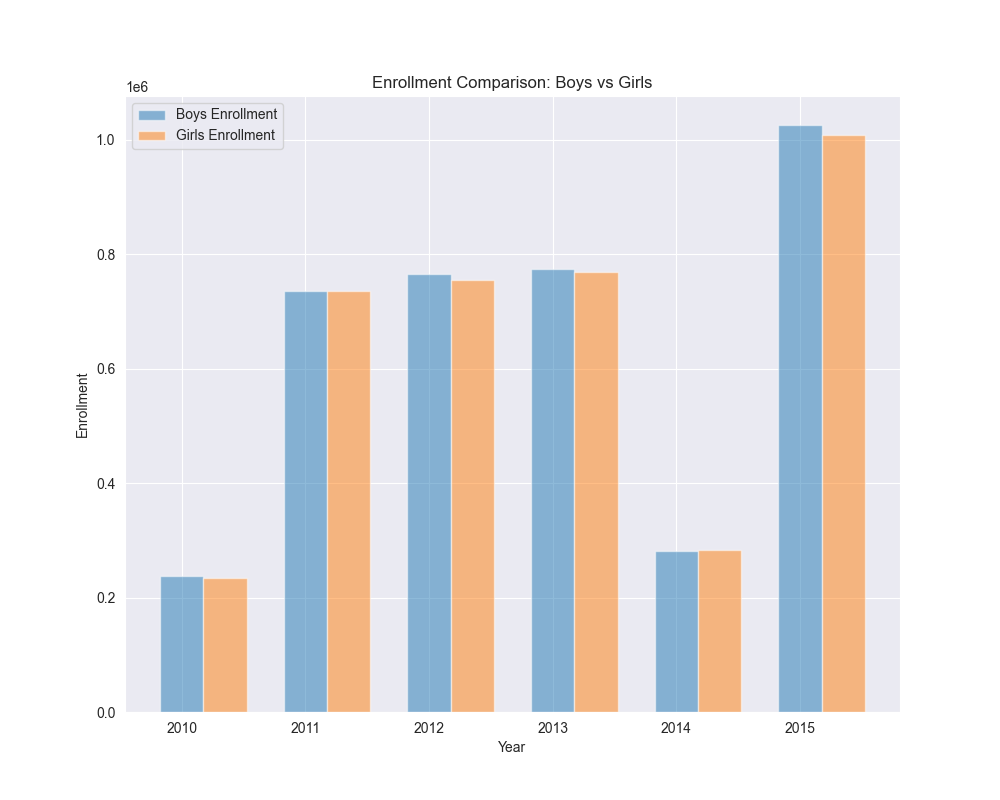 Enrollment Comparison: Boys vs Girls
1e6
Boys Enrollment
Girls Enrollment
1.0
0.8
0.6
0.4
0.2
0.0
Enrollment
2010 2011 2012 2013 2014 2015
Year